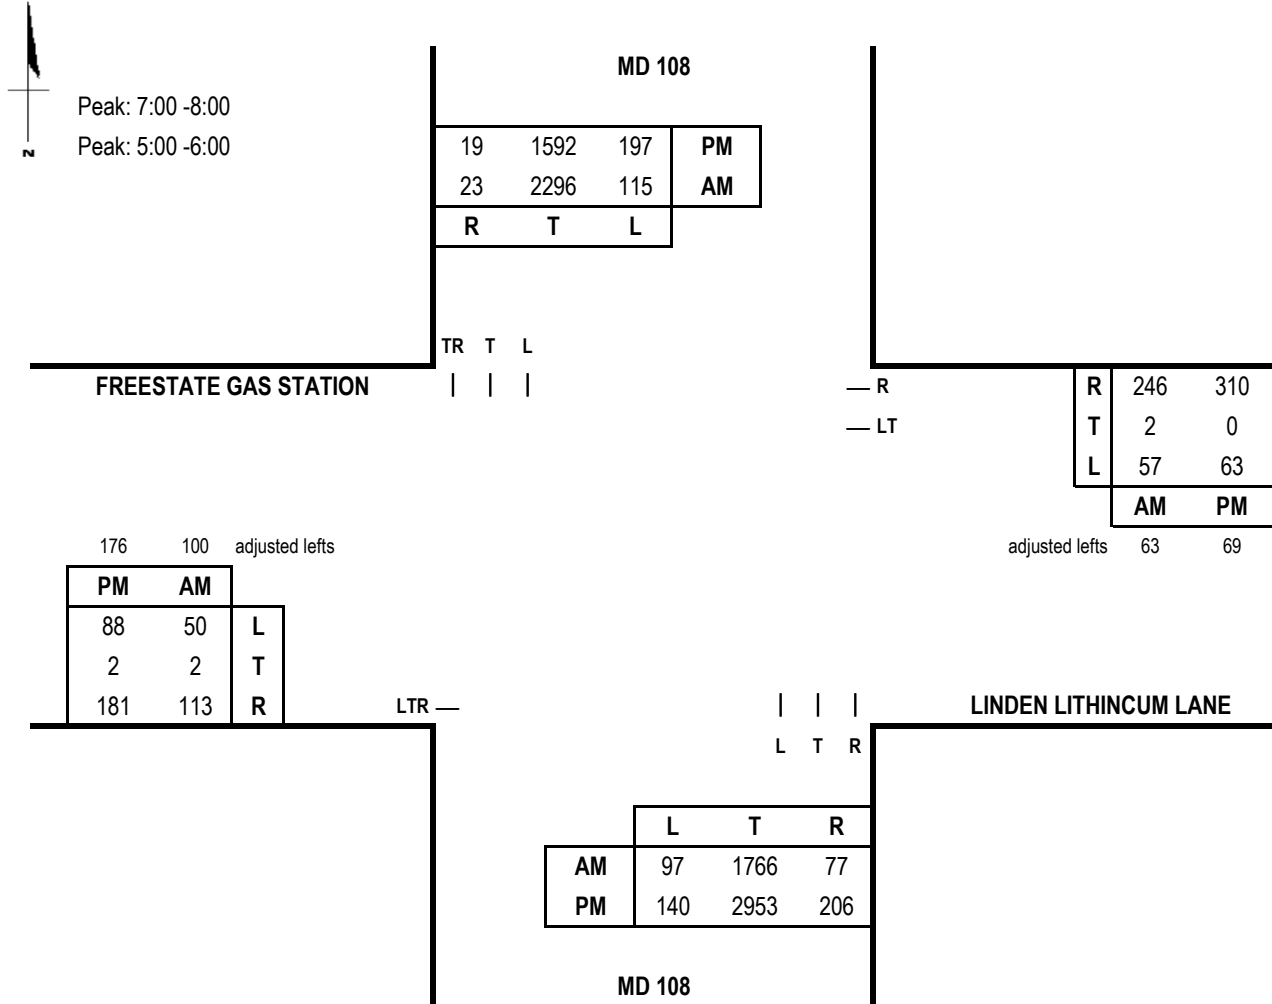 MD 108
Peak: 7:00 -8:00
N
Peak: 5:00 -6:00
19 1592 197 PM
23 2296 115 AM
R T L
TR T L
FREESTATE GAS STATION
R
LT
R 246 310
T 2 0
L 57 63
AM PM
adjusted lefts 63 69
176 100 adjusted lefts
PM AM
88 50 L
2 2 T
181 113 R
LTR
LINDEN LITHINCUM LANE
L T R
L T R
AM 97 1766 77
PM 140 2953 206
MD 108